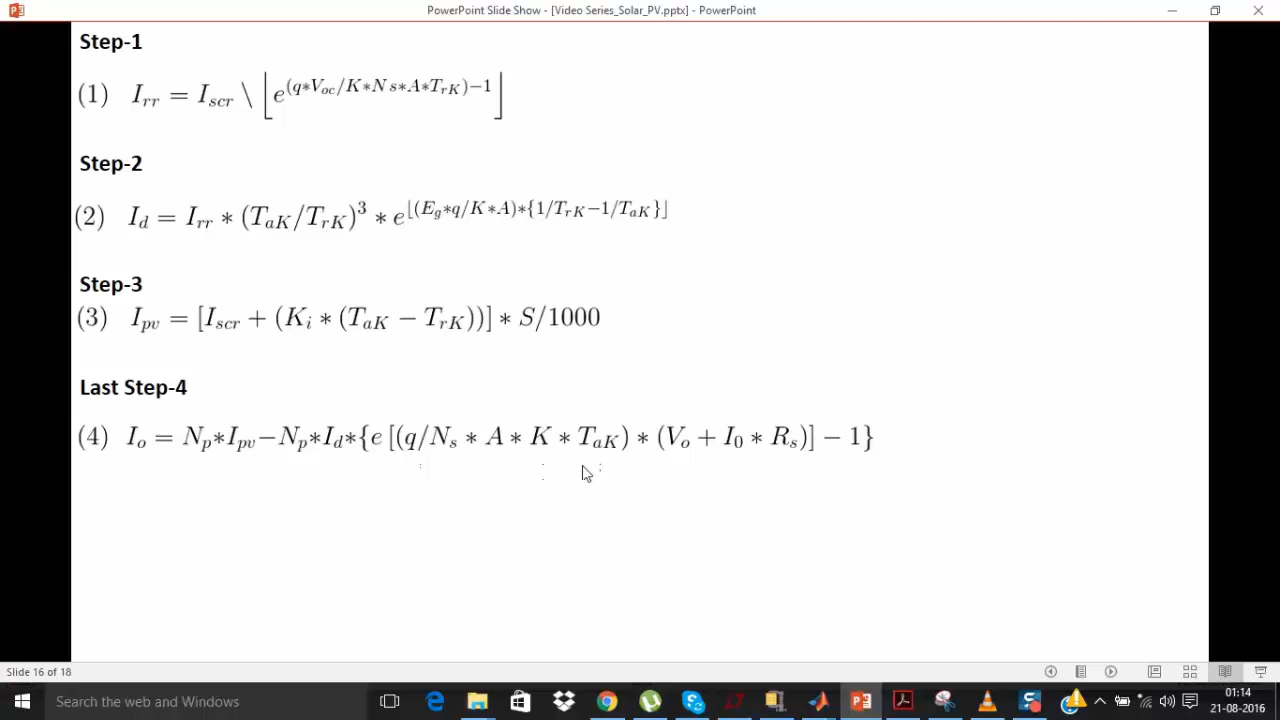 PowerPoint Slide Show - [Video Series_Solar_PV.pptx] - PowerPoint
Step-1
(1) I_rr = I_scr \ ⌊e^(q∗V_oc/K∗Ns∗A∗T_rK)−1⌋
Step-2
(2) I_d = I_rr ∗ (T_aK/T_rK)^3 ∗ e^⌊(E_g∗q/K∗A)∗{1/T_rK−1/T_aK}⌋
Step-3
(3) I_pv = [I_scr + (K_i ∗ (T_aK − T_rK))] ∗ S/1000
Last Step-4
(4) I_o = N_p∗I_pv−N_p∗I_d∗{e [(q/N_s ∗ A ∗ K ∗ T_aK) ∗ (V_o + I_0 ∗ R_s)] − 1}
Slide 16 of 18
Search the web and Windows
01:14
21-08-2016